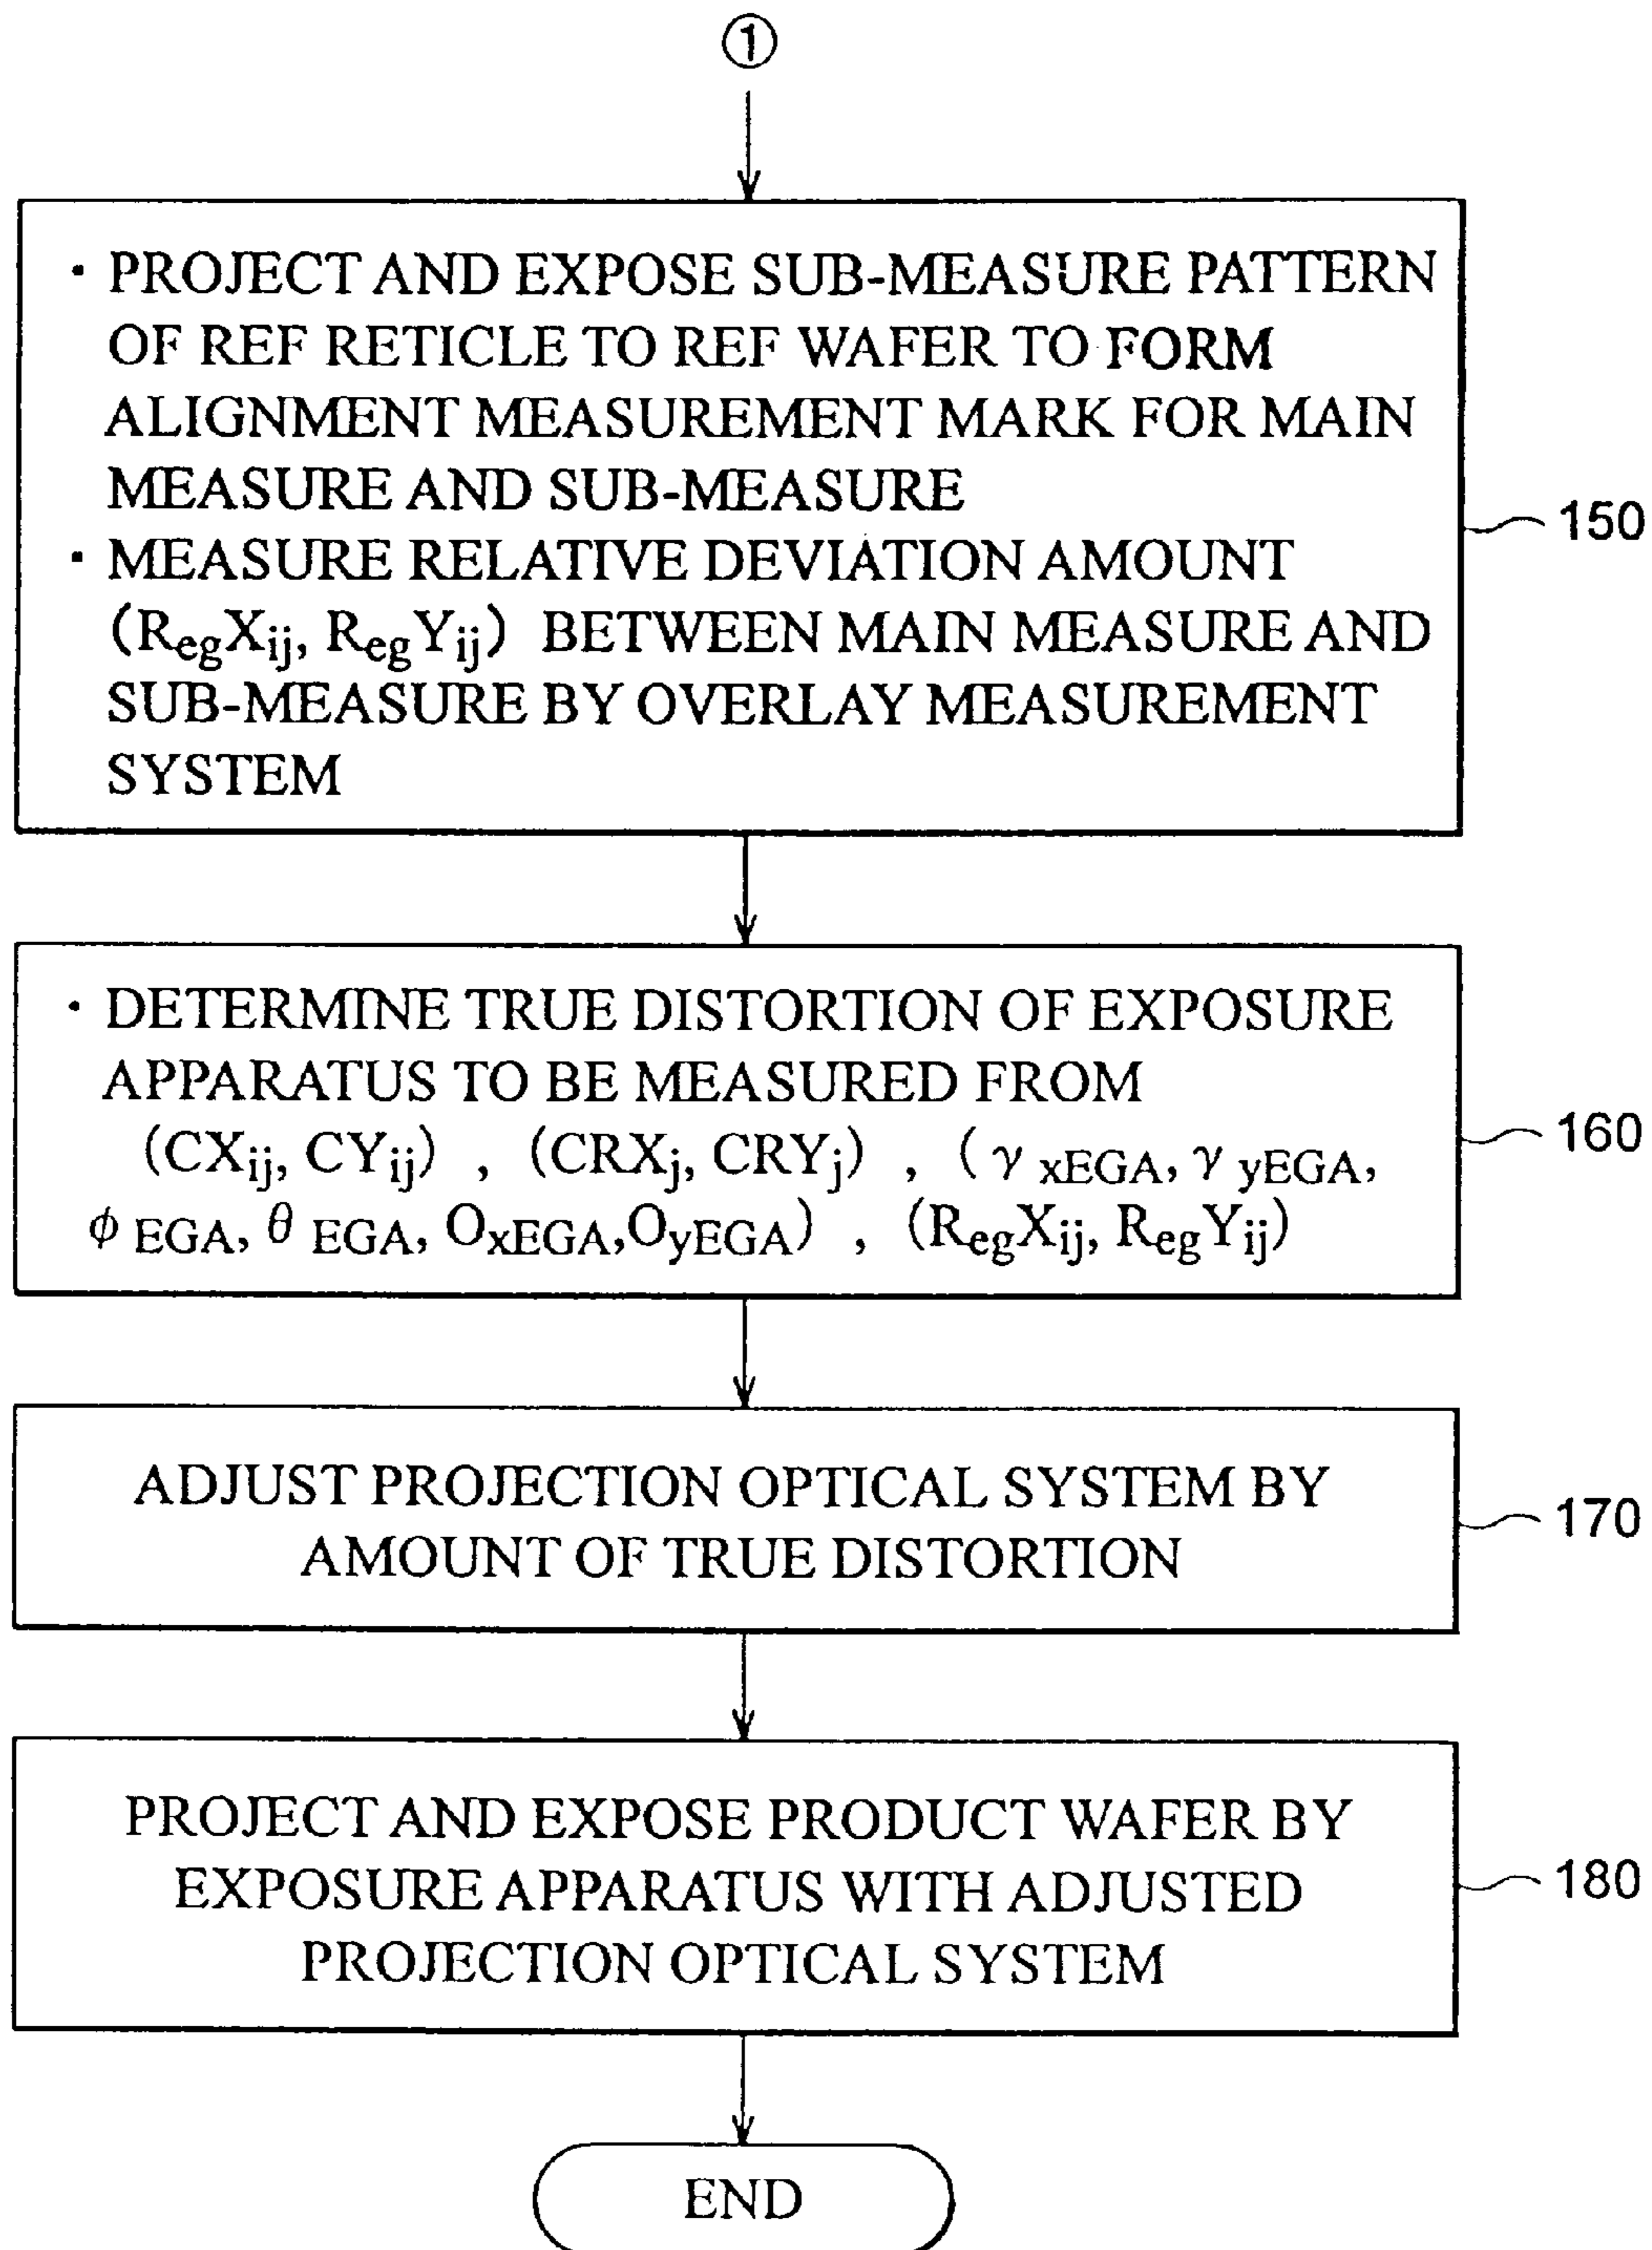 ①
· PROJECT AND EXPOSE SUB-MEASURE PATTERN
OF REF RETICLE TO REF WAFER TO FORM
ALIGNMENT MEASUREMENT MARK FOR MAIN
MEASURE AND SUB-MEASURE
· MEASURE RELATIVE DEVIATION AMOUNT
(RegXij, RegYij) BETWEEN MAIN MEASURE AND
SUB-MEASURE BY OVERLAY MEASUREMENT
SYSTEM
150
· DETERMINE TRUE DISTORTION OF EXPOSURE
APPARATUS TO BE MEASURED FROM
(CXij, CYij) , (CRXj, CRYj) , (γxEGA, γyEGA,
φEGA, θEGA, OxEGA,OyEGA) , (RegXij, RegYij)
160
ADJUST PROJECTION OPTICAL SYSTEM BY
AMOUNT OF TRUE DISTORTION
170
PROJECT AND EXPOSE PRODUCT WAFER BY
EXPOSURE APPARATUS WITH ADJUSTED
PROJECTION OPTICAL SYSTEM
180
END